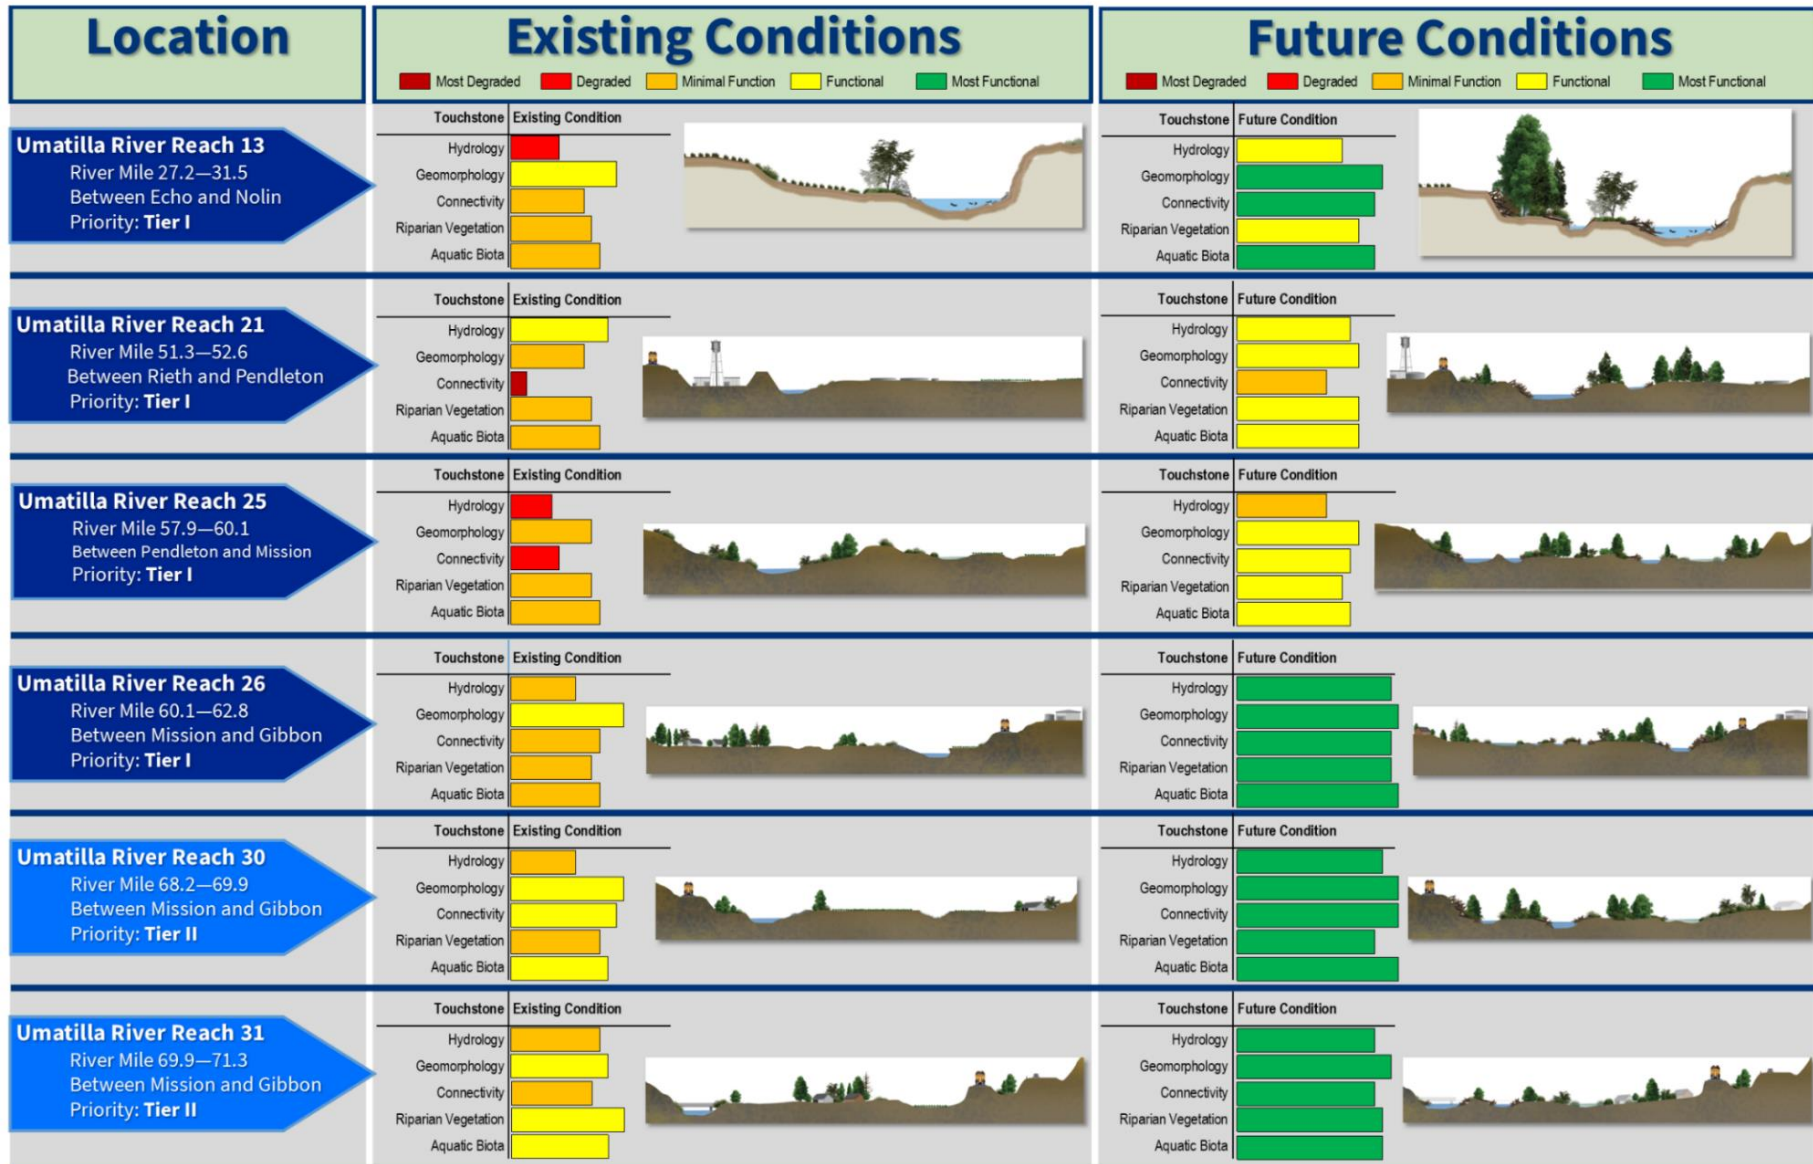 Location
Existing Conditions
Most Degraded Degraded Minimal Function Functional Most Functional
Future Conditions
Most Degraded Degraded Minimal Function Functional Most Functional
Umatilla River Reach 13
River Mile 27.2—31.5
Between Echo and Nolin
Priority: Tier I
Touchstone Existing Condition
Hydrology
Geomorphology
Connectivity
Riparian Vegetation
Aquatic Biota
Touchstone Future Condition
Hydrology
Geomorphology
Connectivity
Riparian Vegetation
Aquatic Biota
Umatilla River Reach 21
River Mile 51.3—52.6
Between Rieth and Pendleton
Priority: Tier I
Touchstone Existing Condition
Hydrology
Geomorphology
Connectivity
Riparian Vegetation
Aquatic Biota
Touchstone Future Condition
Hydrology
Geomorphology
Connectivity
Riparian Vegetation
Aquatic Biota
Umatilla River Reach 25
River Mile 57.9—60.1
Between Pendleton and Mission
Priority: Tier I
Touchstone Existing Condition
Hydrology
Geomorphology
Connectivity
Riparian Vegetation
Aquatic Biota
Touchstone Future Condition
Hydrology
Geomorphology
Connectivity
Riparian Vegetation
Aquatic Biota
Umatilla River Reach 26
River Mile 60.1—62.8
Between Mission and Gibbon
Priority: Tier I
Touchstone Existing Condition
Hydrology
Geomorphology
Connectivity
Riparian Vegetation
Aquatic Biota
Touchstone Future Condition
Hydrology
Geomorphology
Connectivity
Riparian Vegetation
Aquatic Biota
Umatilla River Reach 30
River Mile 68.2—69.9
Between Mission and Gibbon
Priority: Tier II
Touchstone Existing Condition
Hydrology
Geomorphology
Connectivity
Riparian Vegetation
Aquatic Biota
Touchstone Future Condition
Hydrology
Geomorphology
Connectivity
Riparian Vegetation
Aquatic Biota
Umatilla River Reach 31
River Mile 69.9—71.3
Between Mission and Gibbon
Priority: Tier II
Touchstone Existing Condition
Hydrology
Geomorphology
Connectivity
Riparian Vegetation
Aquatic Biota
Touchstone Future Condition
Hydrology
Geomorphology
Connectivity
Riparian Vegetation
Aquatic Biota